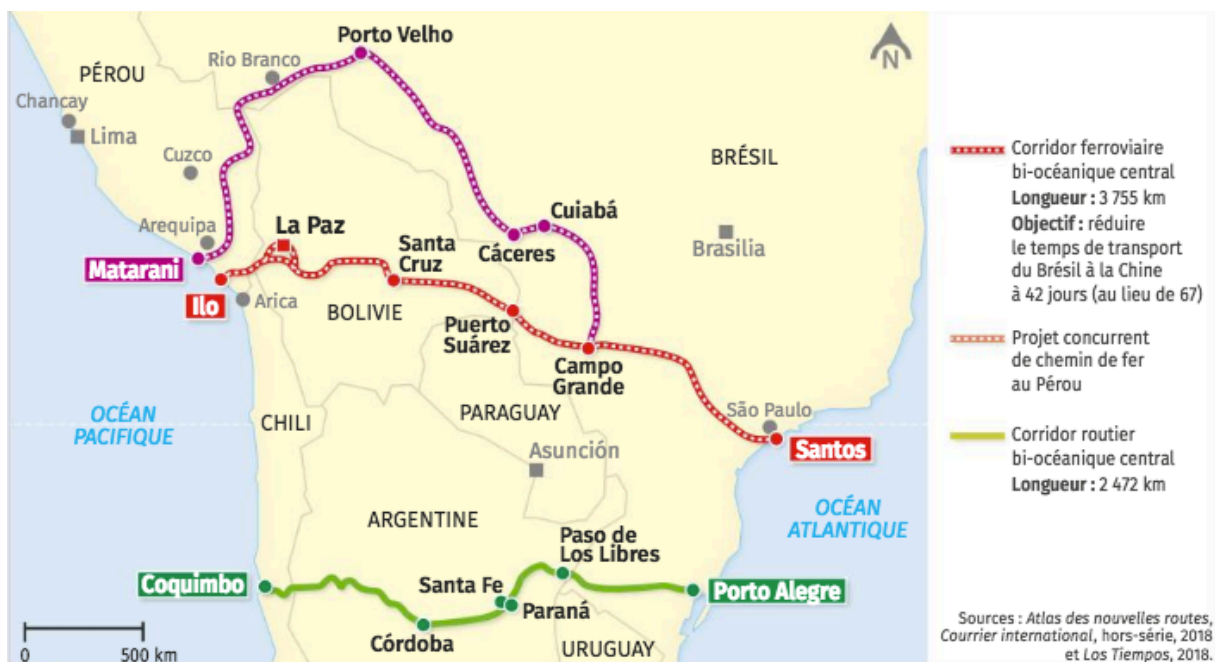 Porto Velho
Rio Branco
PÉROU
Chancay
Lima
Cuzco
BRÉSIL
N
Arequipa
La Paz
Cuiabá
Santa
Cruz
Cáceres
Brasilia
Matarani
Ilo
Arica
BOLIVIE
Puerto
Suárez
Campo
Grande
OCÉAN
PACIFIQUE
CHILI
PARAGUAY
São Paulo
Asunción
Santos
ARGENTINE
OCÉAN
ATLANTIQUE
Paso de
Los Libres
Coquimbo
Santa Fe
Porto Alegre
Paraná
Córdoba
URUGUAY
0 500 km
Corridor ferroviaire
bi-océanique central
Longueur : 3 755 km
Objectif : réduire
le temps de transport
du Brésil à la Chine
à 42 jours (au lieu de 67)
Projet concurrent
de chemin de fer
au Pérou
Corridor routier
bi-océanique central
Longueur : 2 472 km
Sources : Atlas des nouvelles routes,
Courrier international, hors-série, 2018
et Los Tiempos, 2018.